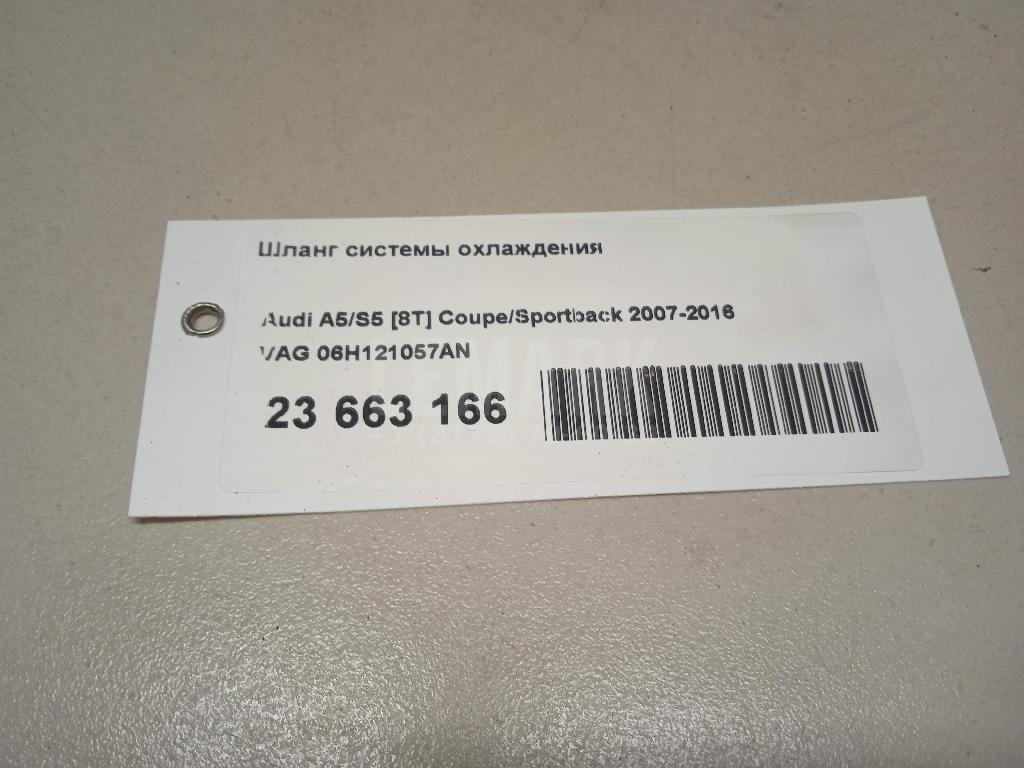 Шланг системы охлаждения
Audi A5/S5 [8T] Coupe/Sportback 2007-2016
VAG 06H121057AN
23 663 166